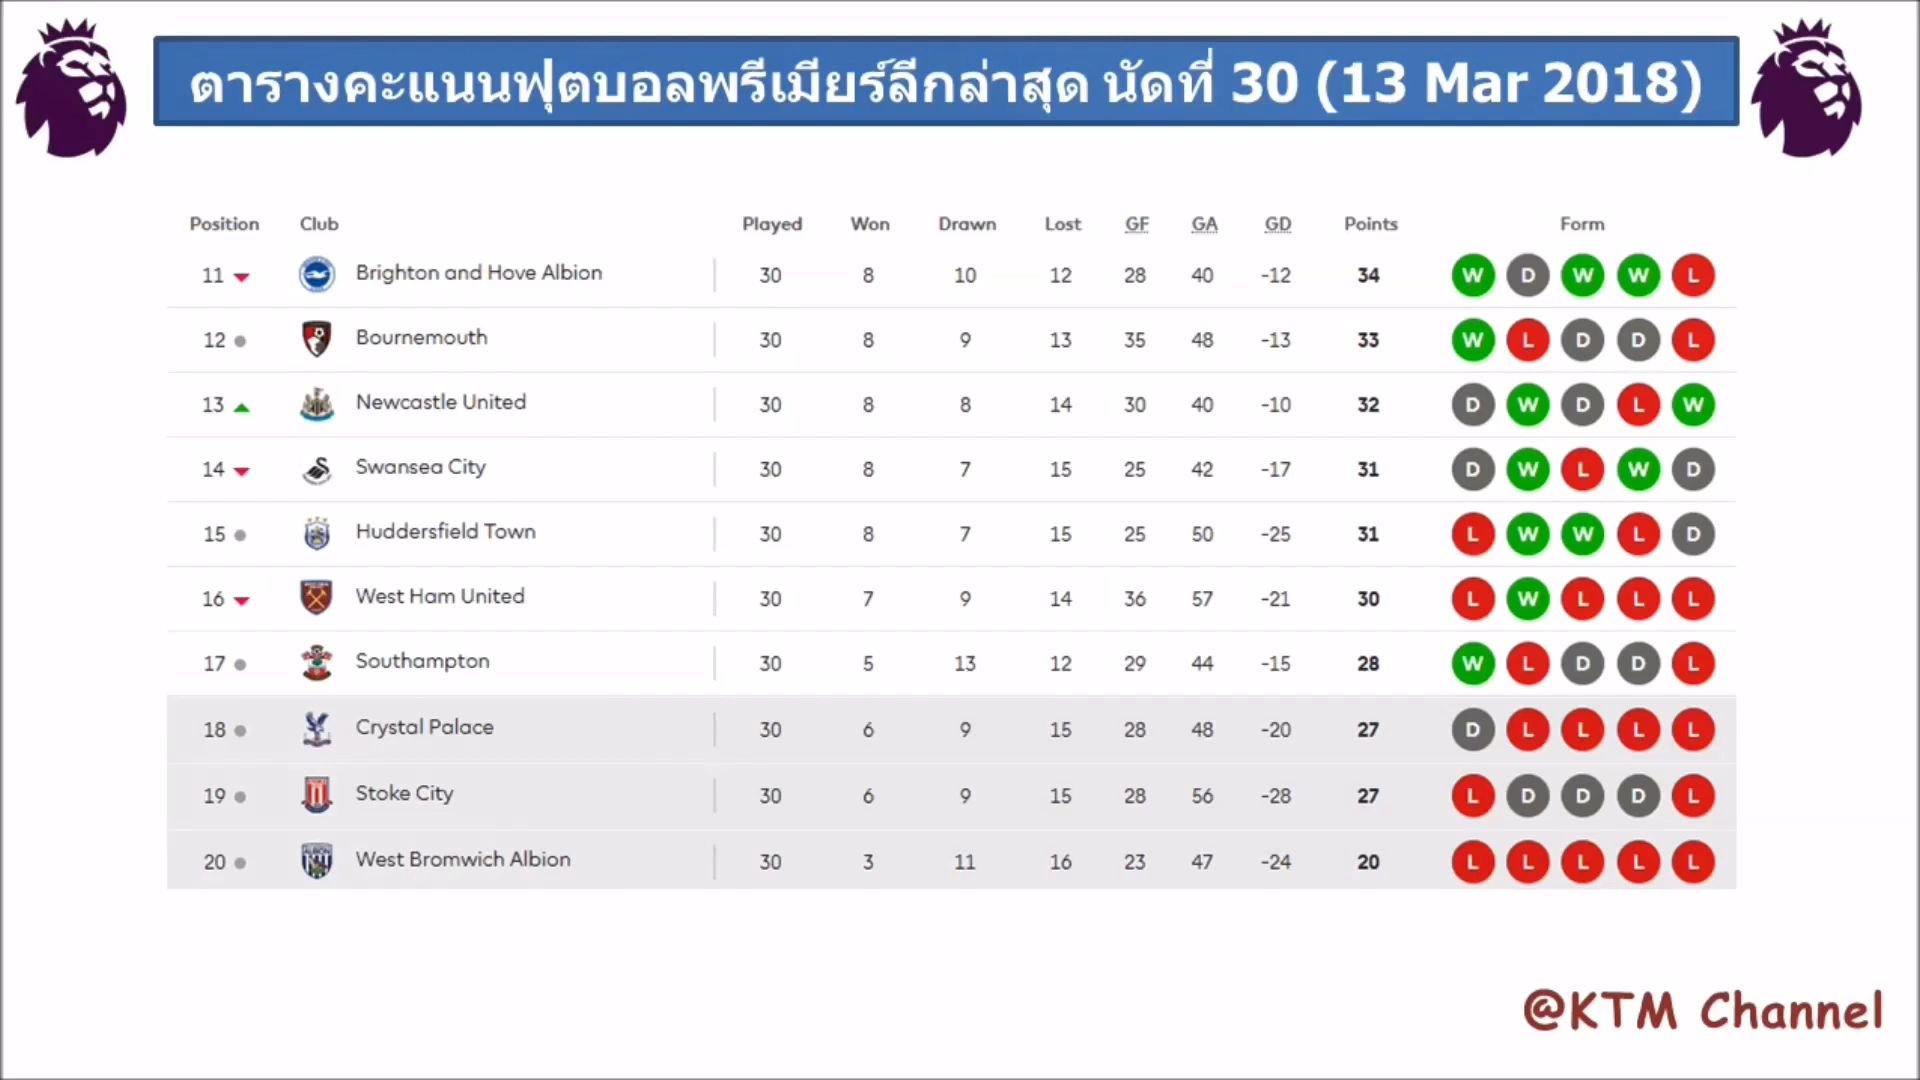 ตารางคะแนนฟุตบอลพรีเมียร์ลีกล่าสุด นัดที่ 30 (13 Mar 2018)
Position Club Played Won Drawn Lost GF GA GD Points Form
11 Brighton and Hove Albion 30 8 10 12 28 40 -12 34 W D W W L
12 Bournemouth 30 8 9 13 35 48 -13 33 W L D D L
13 Newcastle United 30 8 8 14 30 40 -10 32 D W D L W
14 Swansea City 30 8 7 15 25 42 -17 31 D W L W D
15 Huddersfield Town 30 8 7 15 25 50 -25 31 L W W L D
16 West Ham United 30 7 9 14 36 57 -21 30 L W L L L
17 Southampton 30 5 13 12 29 44 -15 28 W L D D L
18 Crystal Palace 30 6 9 15 28 48 -20 27 D L L L L
19 Stoke City 30 6 9 15 28 56 -28 27 L D D D L
20 West Bromwich Albion 30 3 11 16 23 47 -24 20 L L L L L
@KTM Channel